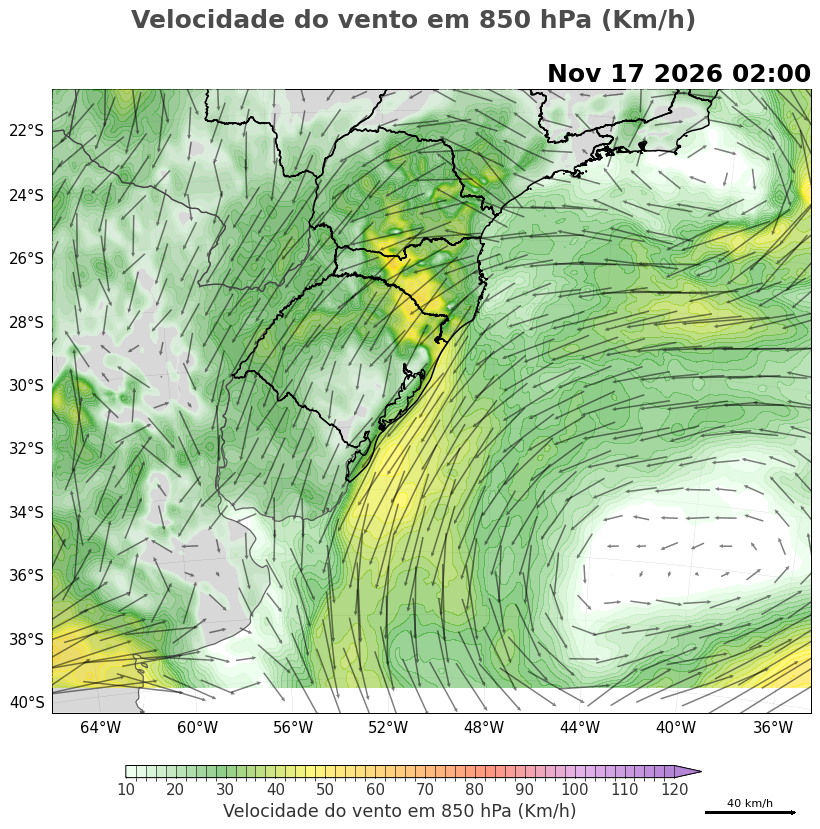 Velocidade do vento em 850 hPa (Km/h)
Nov 17 2026 02:00
22°S
24°S
26°S
28°S
30°S
32°S
34°S
36°S
38°S
40°S
64°W 60°W 56°W 52°W 48°W 44°W 40°W 36°W
10 20 30 40 50 60 70 80 90 100 110 120
Velocidade do vento em 850 hPa (Km/h)
40 km/h